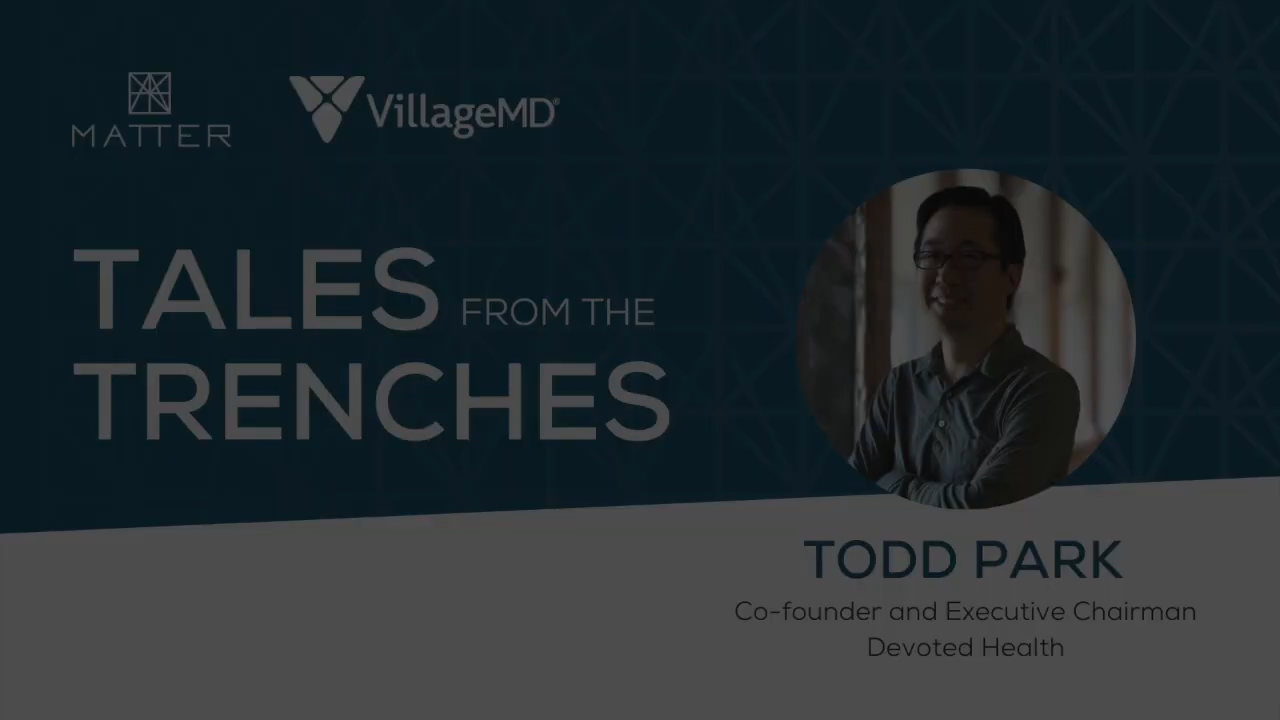 MATTER
VillageMD®
TALES FROM THE
TRENCHES
TODD PARK
Co-founder and Executive Chairman
Devoted Health